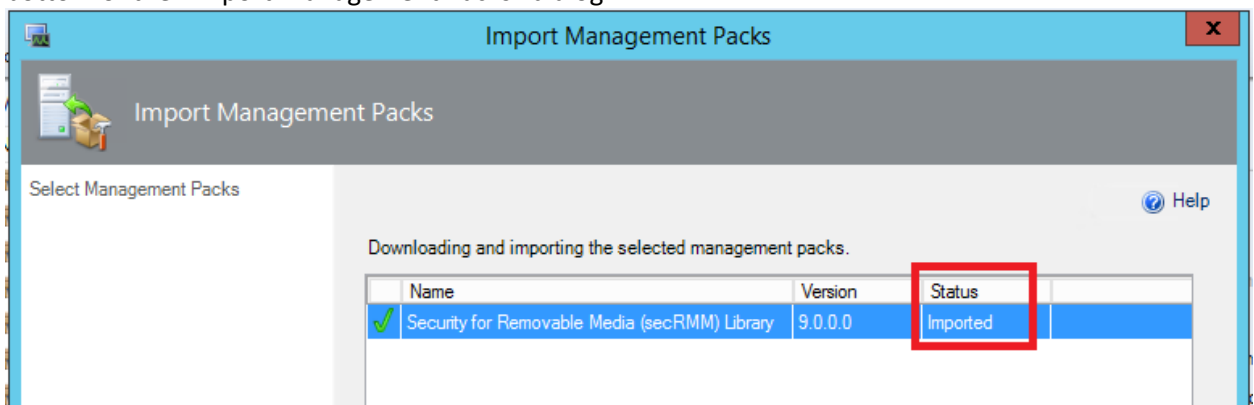 Import Management Packs
x
Import Management Packs
Select Management Packs
Help
Downloading and importing the selected management packs.
Name Version Status
Security for Removable Media (secRMM) Library 9.0.0.0 Imported